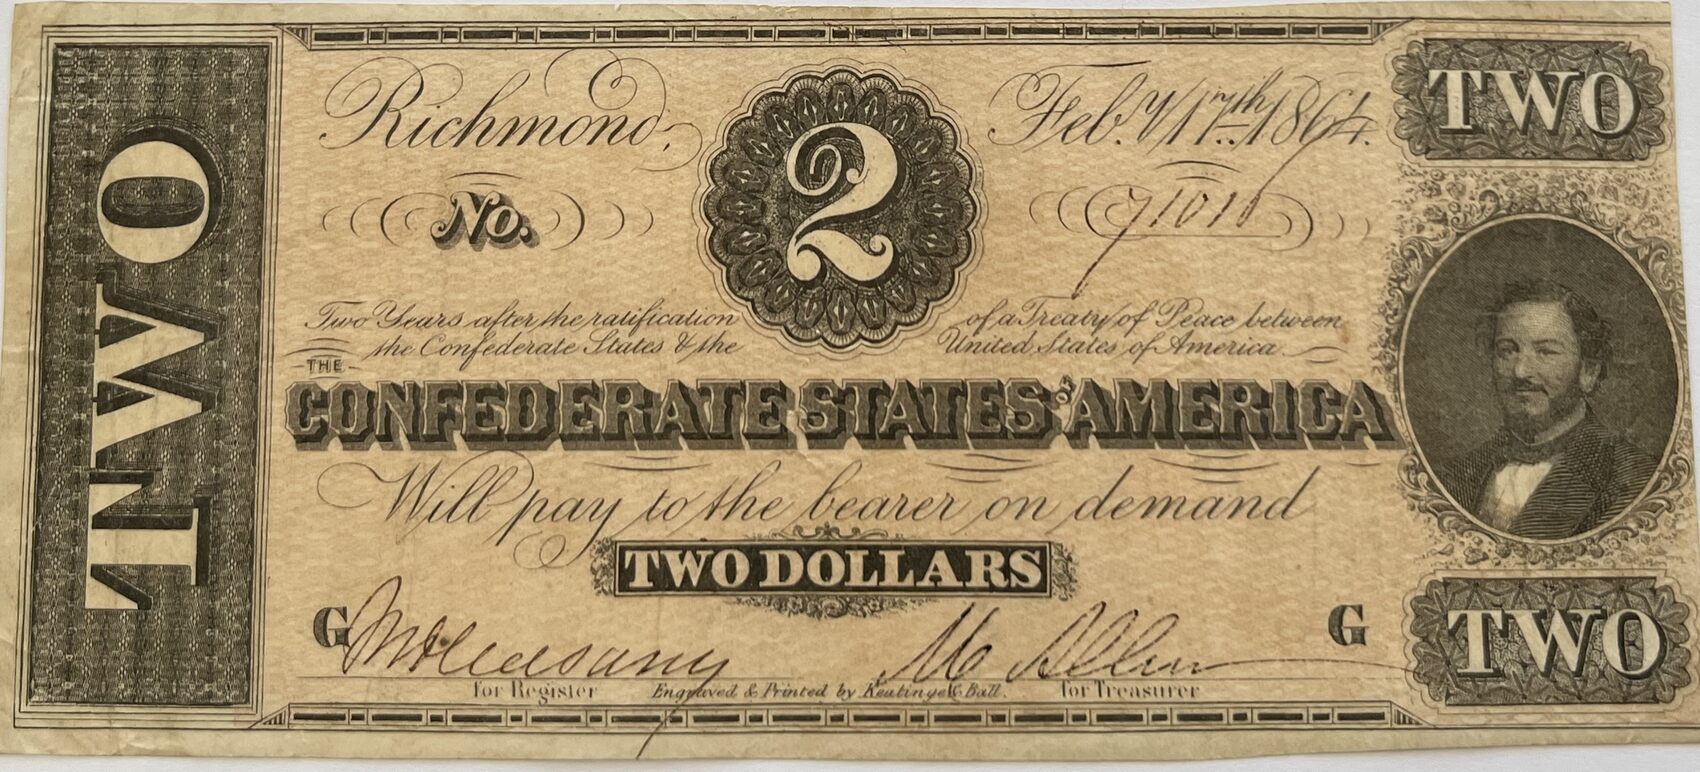 TWO
Richmond, 2 Feb.y 17th 1864.
TWO
No. 71016
Two Years after the ratification of a Treaty of Peace between
the Confederate States & the United States of America
THE
CONFEDERATE STATES OF AMERICA
Will pay to the bearer on demand
TWO DOLLARS
G G
TWO
for Register Engraved & Printed by Keatinge & Ball. for Treasurer